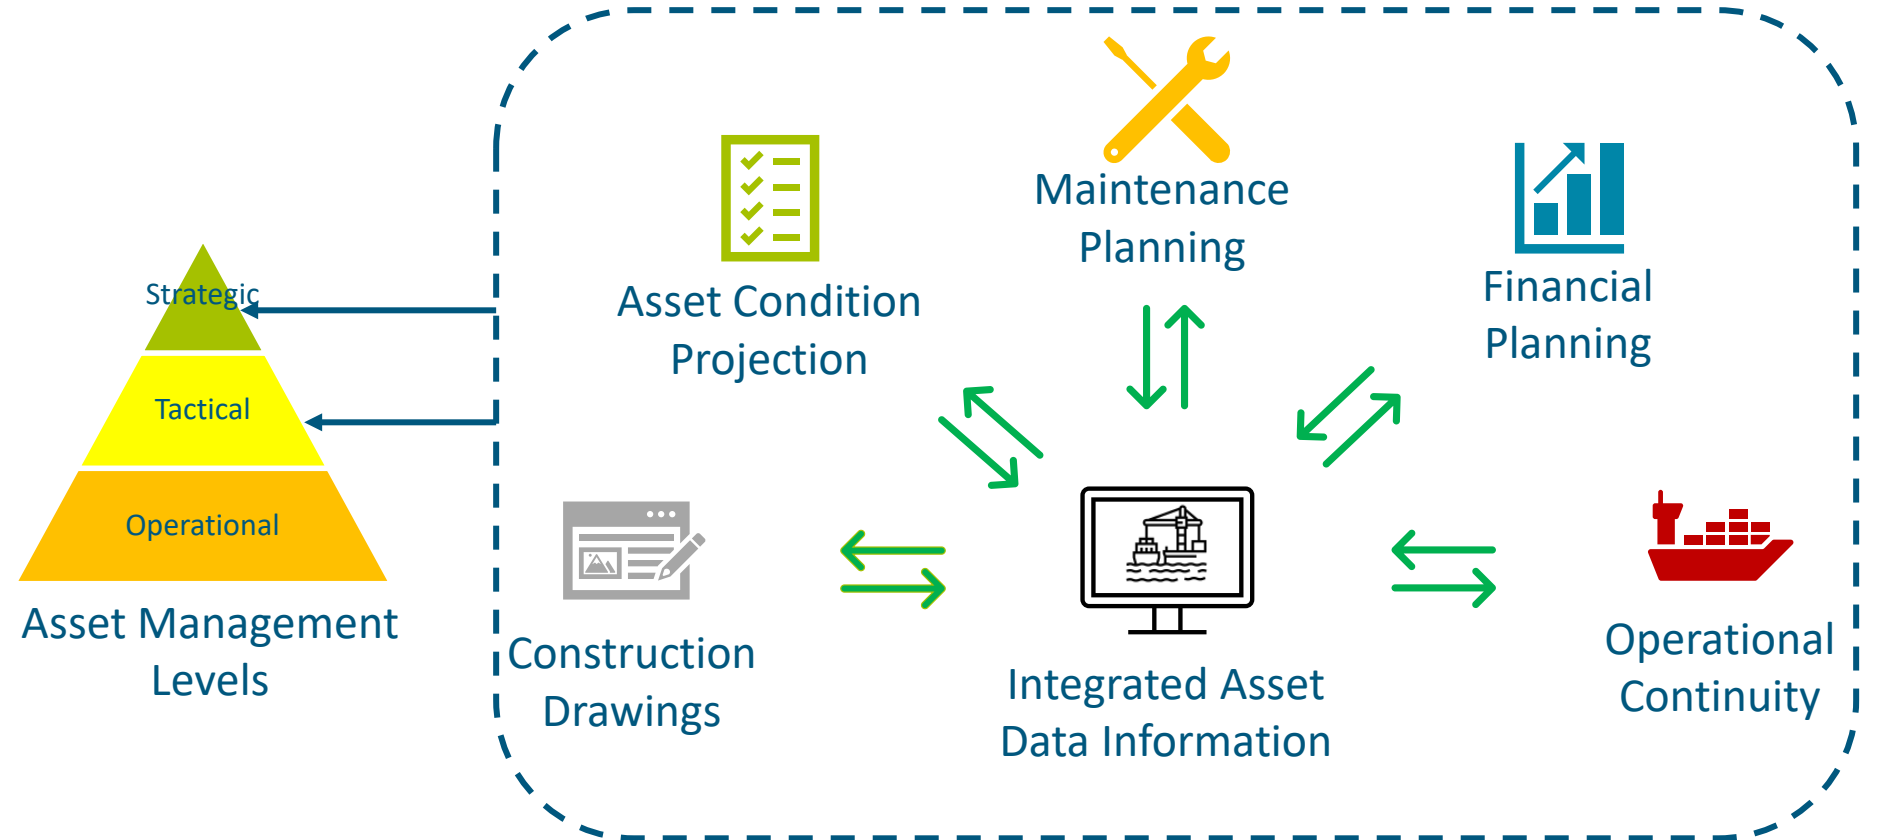 Strategic
Tactical
Operational
Asset Management
Levels
Asset Condition
Projection
Maintenance
Planning
Financial
Planning
Construction
Drawings
Integrated Asset
Data Information
Operational
Continuity